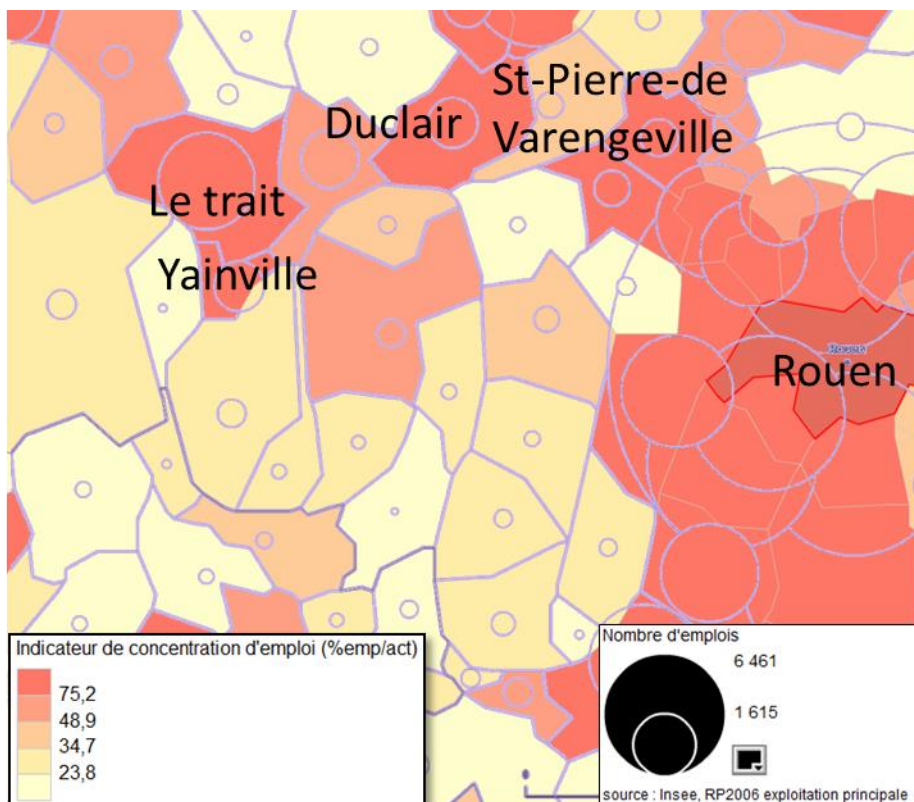 St-Pierre-de
Duclair
Varengeville
Le trait
Yainville
Rouen
Indicateur de concentration d'emploi (%emp/act)
75,2
48,9
34,7
23,8
Nombre d'emplois
6 461
1 615
source : Insee, RP2006 exploitation principale